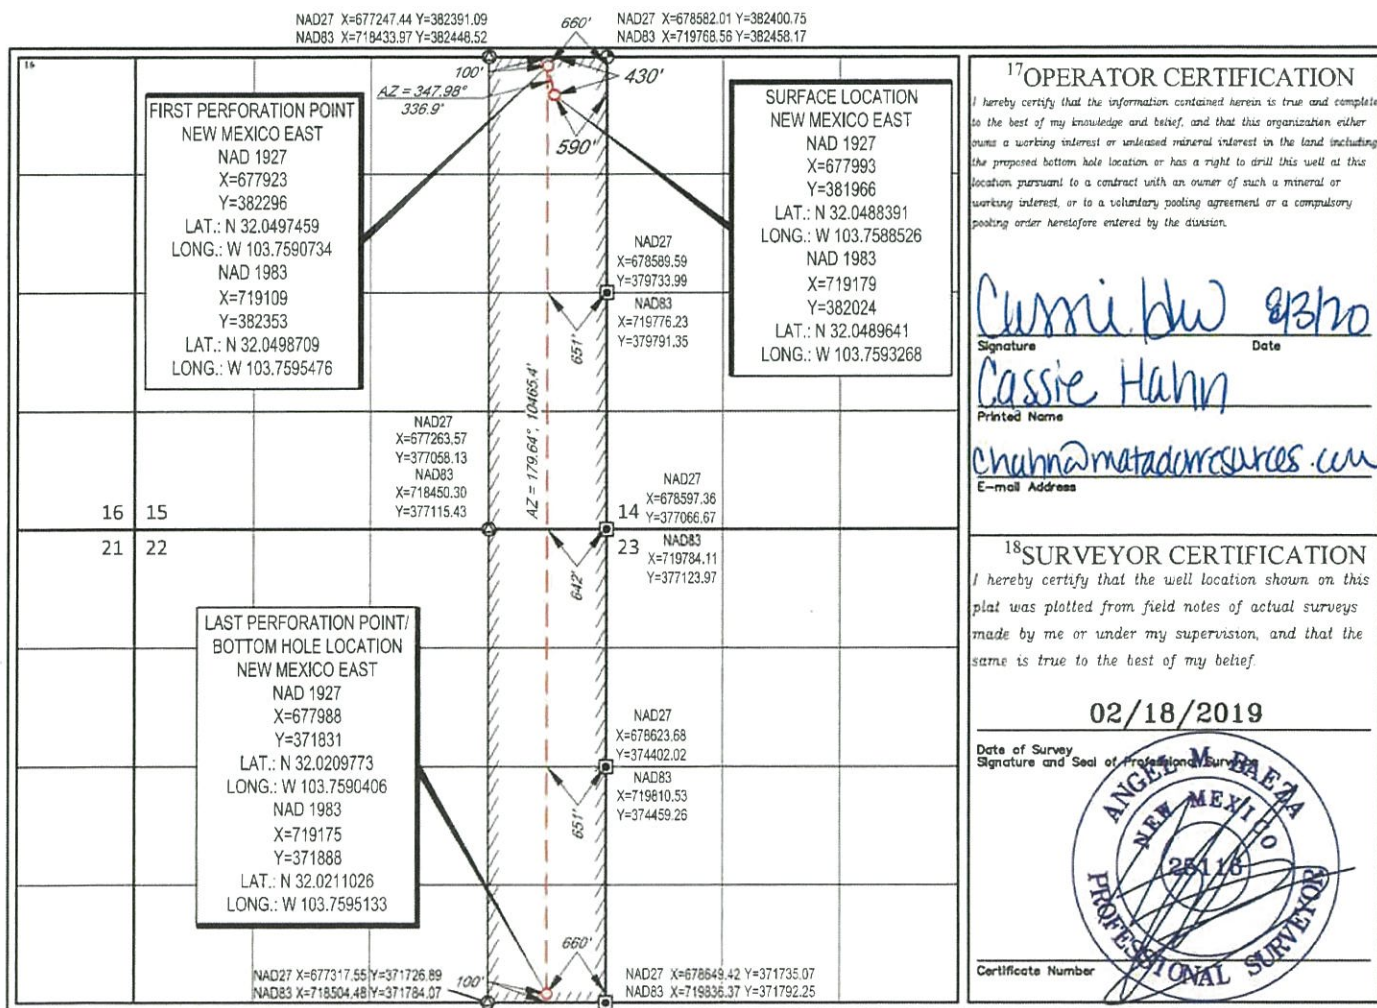 NAD27 X=677247.44 Y=382391.09
NAD83 X=718433.97 Y=382448.52
660'
NAD27 X=678582.01 Y=382400.75
NAD83 X=719768.56 Y=382458.17
16
100'
430'
AZ = 347.98°
336.9'
590'
FIRST PERFORATION POINT
NEW MEXICO EAST
NAD 1927
X=677923
Y=382296
LAT.: N 32.0497459
LONG.: W 103.7590734
NAD 1983
X=719109
Y=382353
LAT.: N 32.0498709
LONG.: W 103.7595476
SURFACE LOCATION
NEW MEXICO EAST
NAD 1927
X=677993
Y=381966
LAT.: N 32.0488391
LONG.: W 103.7588526
NAD 1983
X=719179
Y=382024
LAT.: N 32.0489641
LONG.: W 103.7593268
NAD27
X=678589.59
Y=379733.99
NAD83
X=719776.23
Y=379791.35
651'
AZ = 179.64°, 10465.4'
NAD27
X=677263.57
Y=377058.13
NAD83
X=718450.30
Y=377115.43
NAD27
X=678597.36
Y=377066.67
NAD83
X=719784.11
Y=377123.97
16 15
14
21 22
23
642'
LAST PERFORATION POINT/
BOTTOM HOLE LOCATION
NEW MEXICO EAST
NAD 1927
X=677988
Y=371831
LAT.: N 32.0209773
LONG.: W 103.7590406
NAD 1983
X=719175
Y=371888
LAT.: N 32.0211026
LONG.: W 103.7595133
NAD27
X=678623.68
Y=374402.02
NAD83
X=719810.53
Y=374459.26
651'
660'
NAD27 X=677317.55 Y=371726.89
NAD83 X=718504.48 Y=371784.07
100'
NAD27 X=678649.42 Y=371735.07
NAD83 X=719836.37 Y=371792.25
17OPERATOR CERTIFICATION
I hereby certify that the information contained herein is true and complete
to the best of my knowledge and belief, and that this organization either
owns a working interest or unleased mineral interest in the land including
the proposed bottom hole location or has a right to drill this well at this
location pursuant to a contract with an owner of such a mineral or
working interest, or to a voluntary pooling agreement or a compulsory
pooling order heretofore entered by the division.
8/3/20
Signature Date
Cassie Hahn
Printed Name
chahn@matadorresources.com
E-mail Address
18SURVEYOR CERTIFICATION
I hereby certify that the well location shown on this
plat was plotted from field notes of actual surveys
made by me or under my supervision, and that the
same is true to the best of my belief.
02/18/2019
Date of Survey
Signature and Seal of Professional Surveyor
ANGEL M. BAEZA
NEW MEXICO
25116
PROFESSIONAL SURVEYOR
Certificate Number